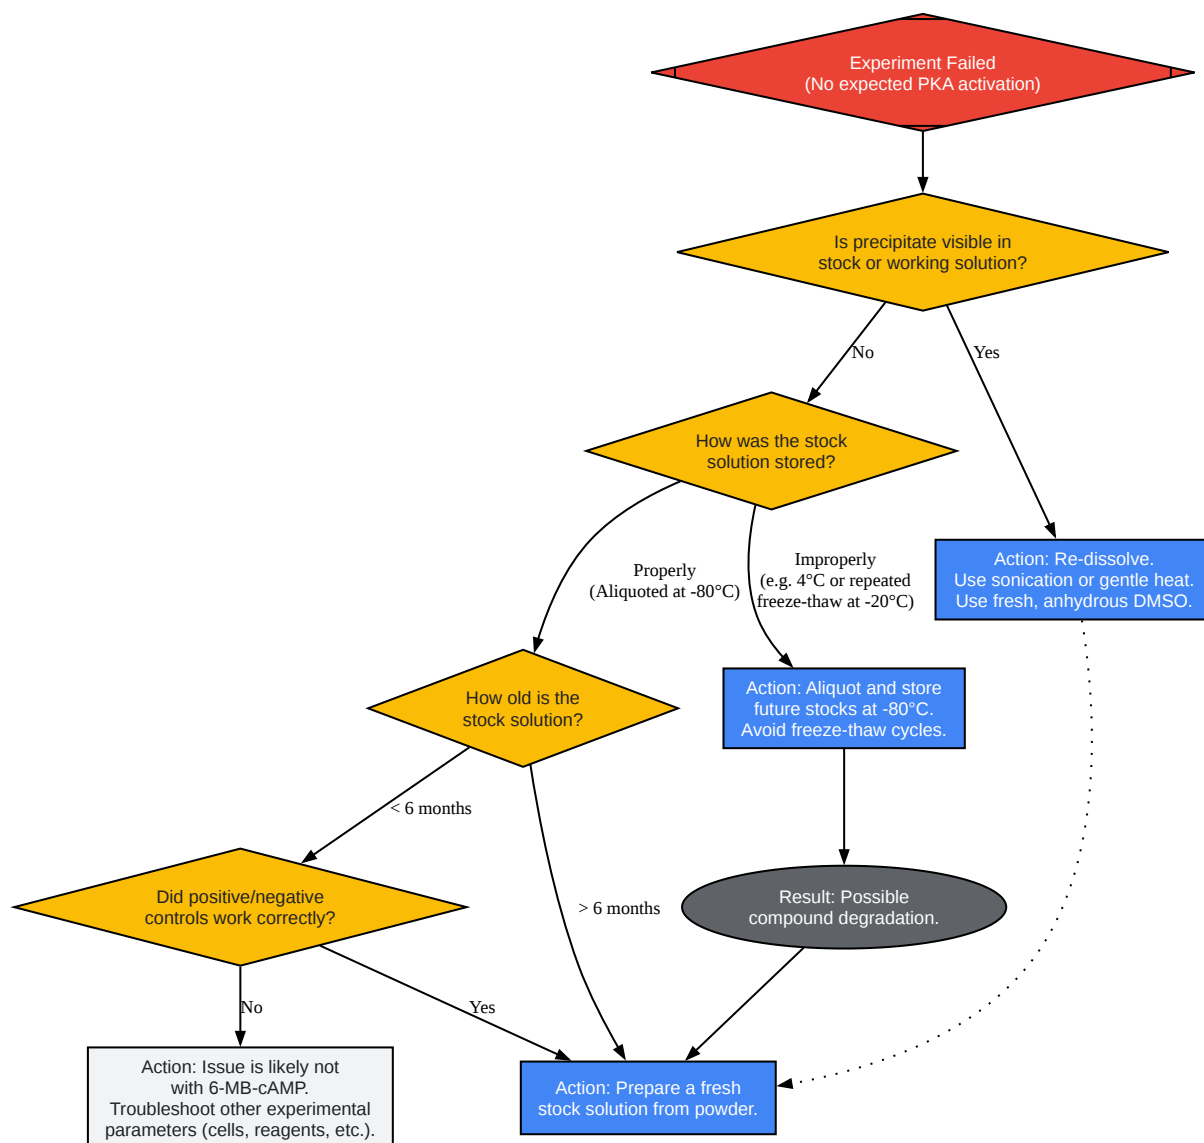 Experiment Failed
(No expected PKA activation)
Is precipitate visible in
stock or working solution?
No
Yes
How was the stock
solution stored?
Properly
(Aliquoted at -80°C)
Improperly
(e.g. 4°C or repeated
freeze-thaw at -20°C)
Action: Re-dissolve.
Use sonication or gentle heat.
Use fresh, anhydrous DMSO.
How old is the
stock solution?
Action: Aliquot and store
future stocks at -80°C.
Avoid freeze-thaw cycles.
< 6 months
> 6 months
Did positive/negative
controls work correctly?
Result: Possible
compound degradation.
No
Yes
Action: Issue is likely not
with 6-MB-cAMP.
Troubleshoot other experimental
parameters (cells, reagents, etc.).
Action: Prepare a fresh
stock solution from powder.